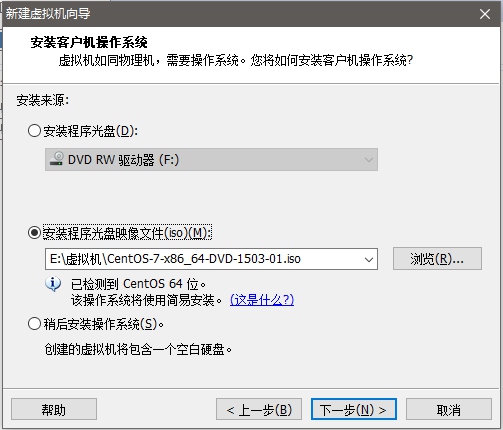 新建虚拟机向导
安装客户机操作系统
虚拟机如同物理机，需要操作系统。您将如何安装客户机操作系统?
安装来源:
安装程序光盘(D):
DVD RW 驱动器 (F:)
安装程序光盘映像文件(iso)(M):
E:\虚拟机\CentOS-7-x86_64-DVD-1503-01.iso
浏览(R)...
已检测到 CentOS 64 位。
该操作系统将使用简易安装。 (这是什么?)
稍后安装操作系统(S)。
创建的虚拟机将包含一个空白硬盘。
帮助
< 上一步(B)
下一步(N) >
取消